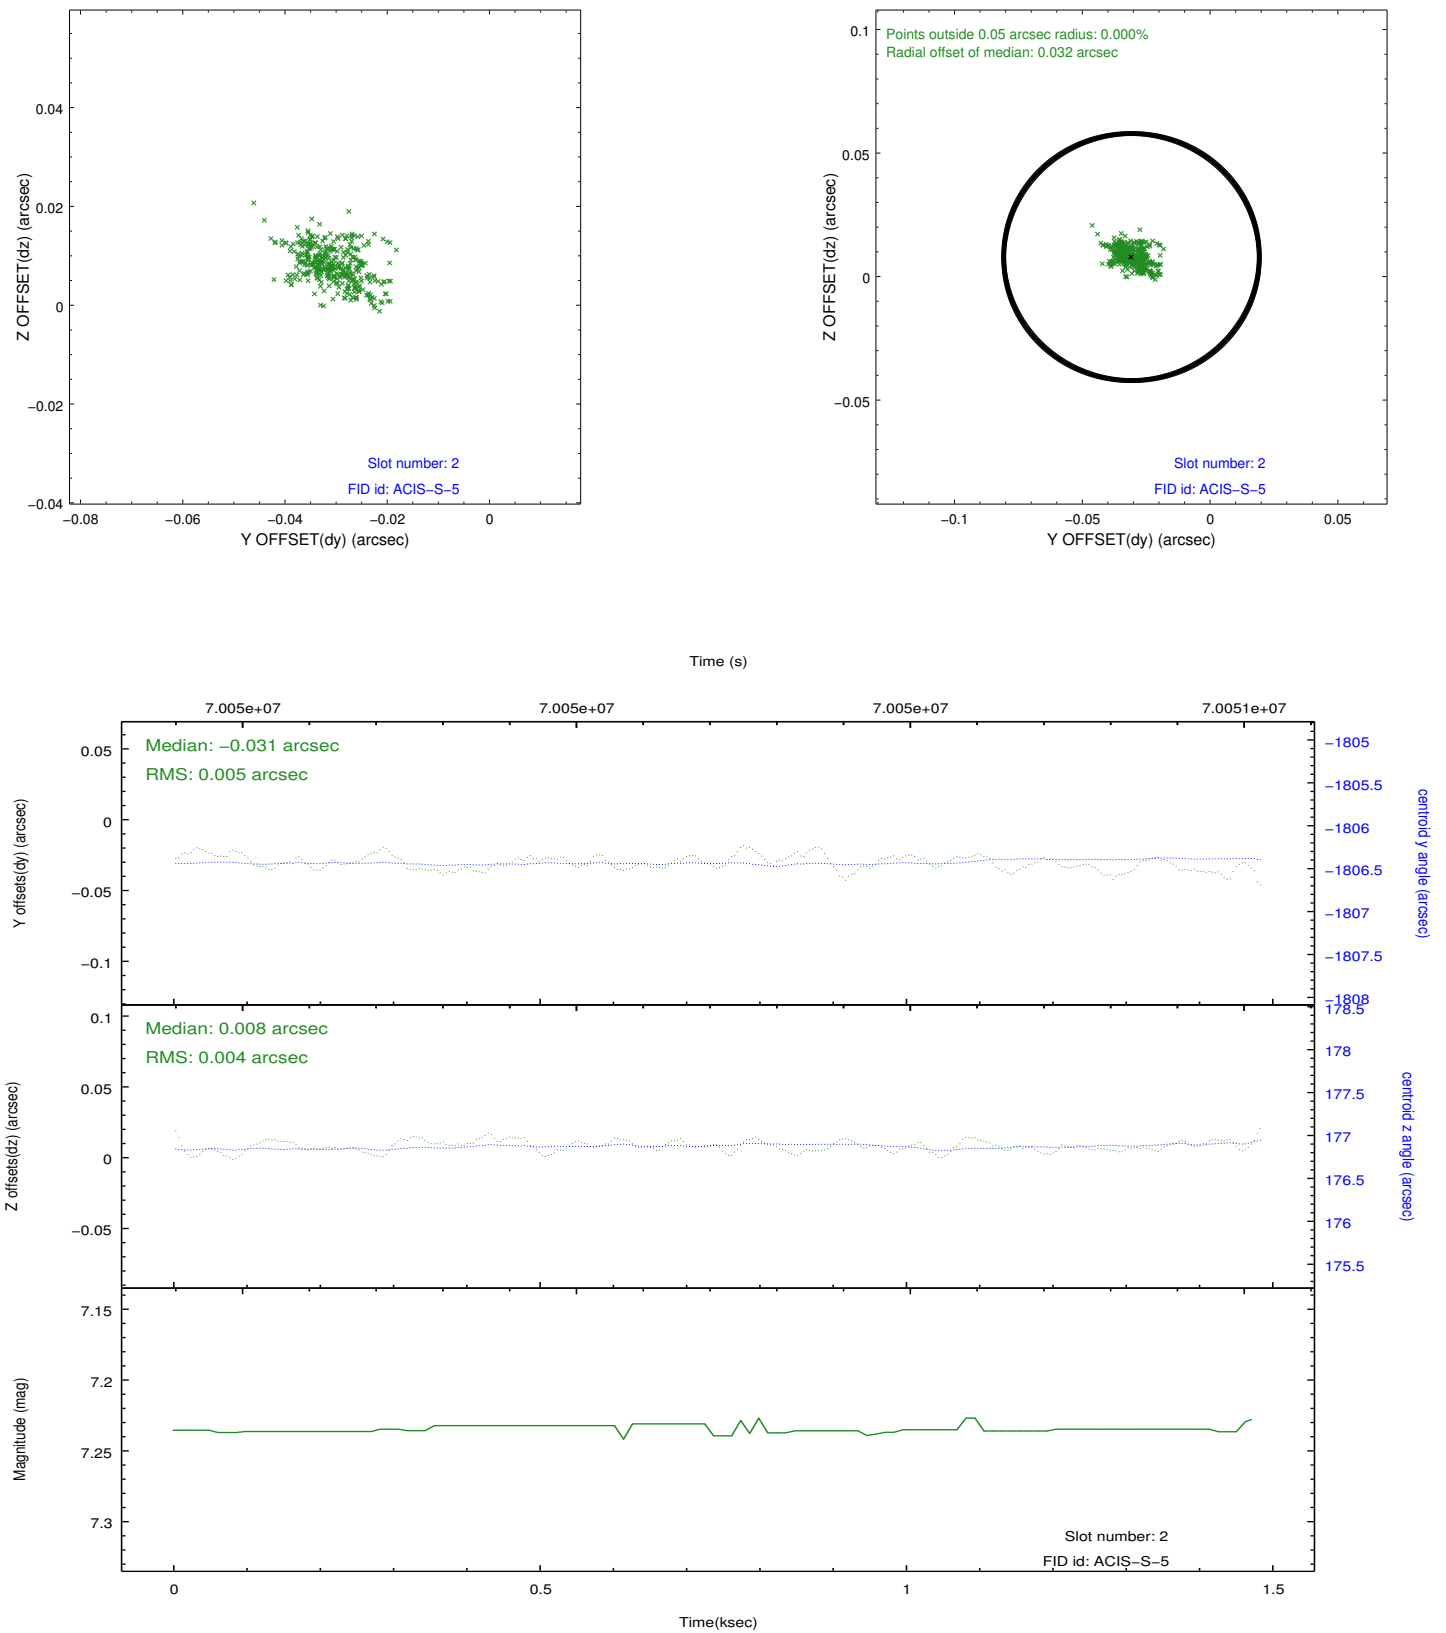 0.04
0.02
0
−0.02
−0.04
Z OFFSET(dz) (arcsec)
Slot number: 2
FID id: ACIS−S−5
−0.08
−0.06
−0.04
−0.02
0
Y OFFSET(dy) (arcsec)
Points outside 0.05 arcsec radius: 0.000%
Radial offset of median: 0.032 arcsec
0.1
0.05
0
−0.05
Z OFFSET(dz) (arcsec)
Slot number: 2
FID id: ACIS−S−5
−0.1
−0.05
0
0.05
Y OFFSET(dy) (arcsec)
Time (s)
7.005e+07
7.005e+07
7.005e+07
7.0051e+07
Median: −0.031 arcsec
RMS: 0.005 arcsec
0.05
0
−0.05
−0.1
Y offsets(dy) (arcsec)
−1805
−1805.5
−1806
−1806.5
−1807
−1807.5
−1808
centroid y angle (arcsec)
Median: 0.008 arcsec
RMS: 0.004 arcsec
0.1
0.05
0
−0.05
Z offsets(dz) (arcsec)
178.5
178
177.5
177
176.5
176
175.5
centroid z angle (arcsec)
7.15
7.2
7.25
7.3
Magnitude (mag)
Slot number: 2
FID id: ACIS−S−5
0
0.5
1
1.5
Time(ksec)